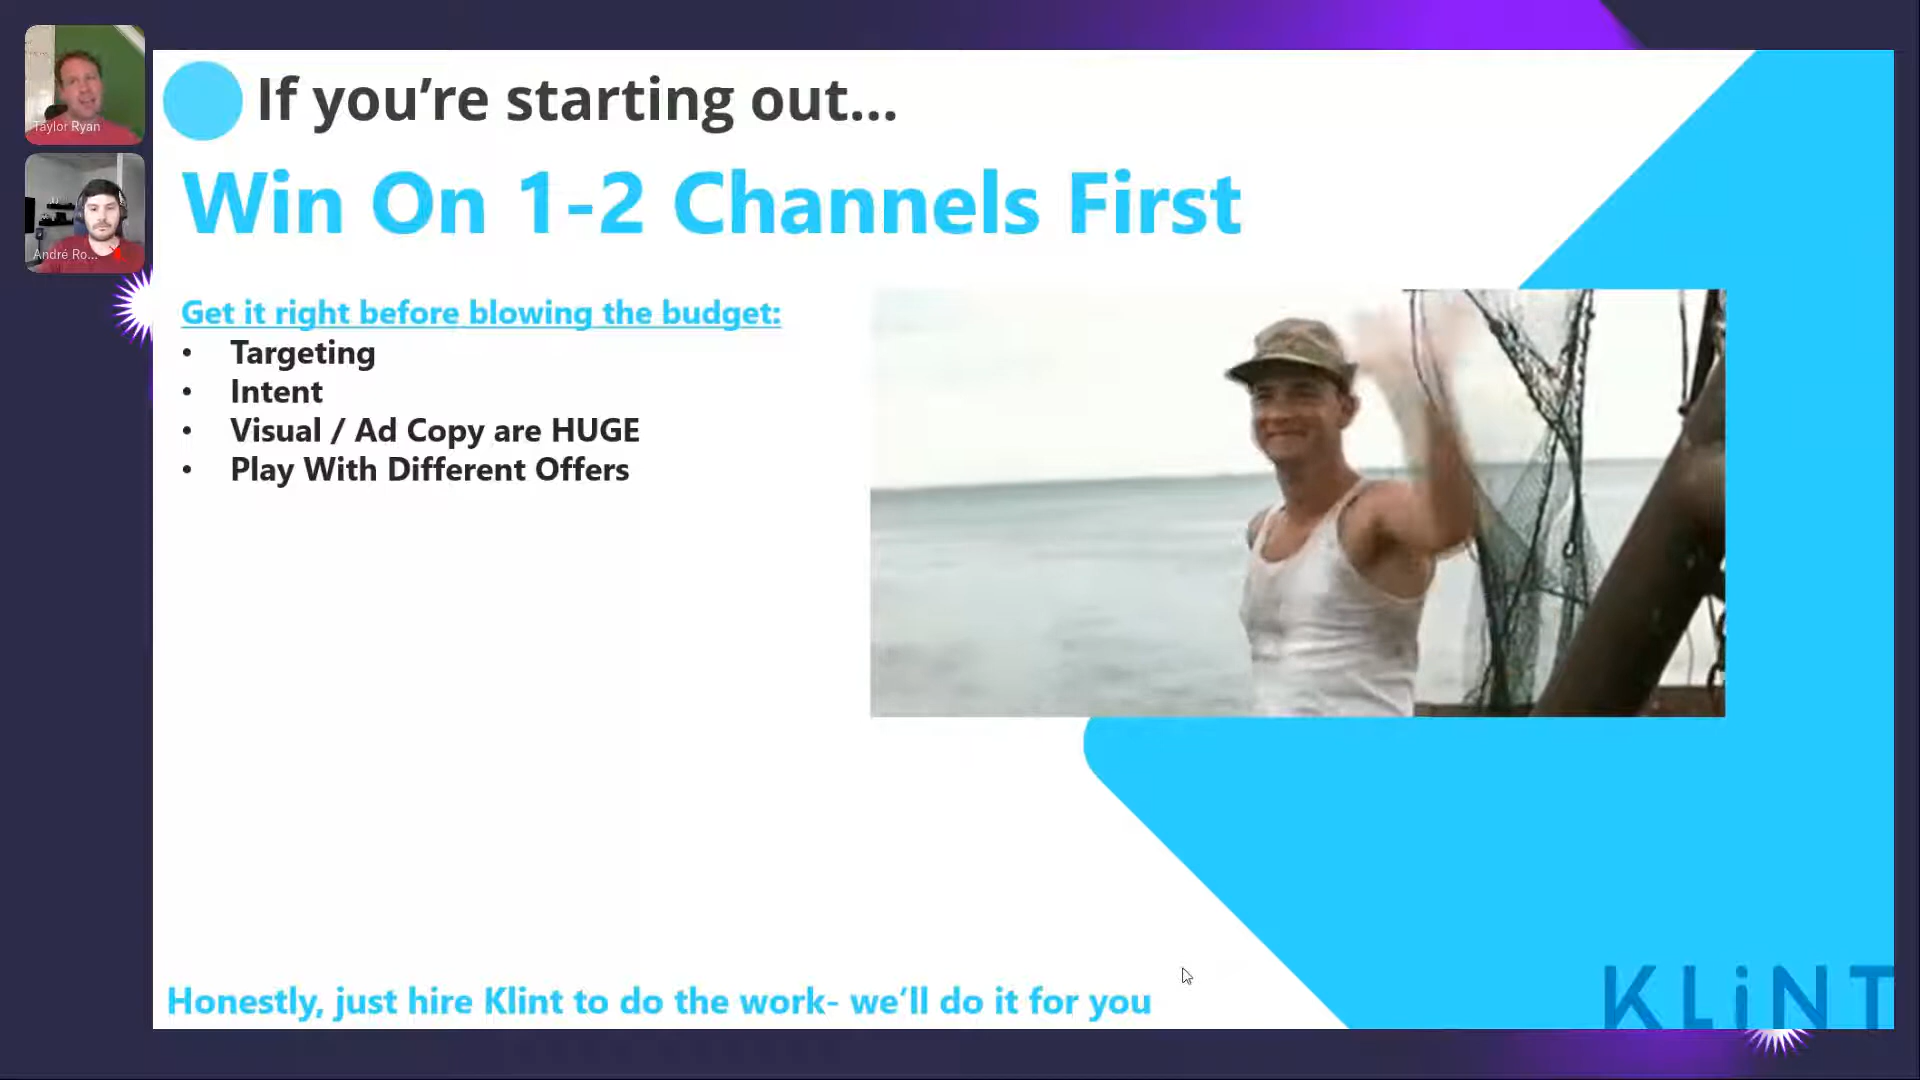 Taylor Ryan
André Ro...
If you’re starting out...
Win On 1-2 Channels First
Get it right before blowing the budget:
• Targeting
• Intent
• Visual / Ad Copy are HUGE
• Play With Different Offers
Honestly, just hire Klint to do the work- we’ll do it for you
KLiNT